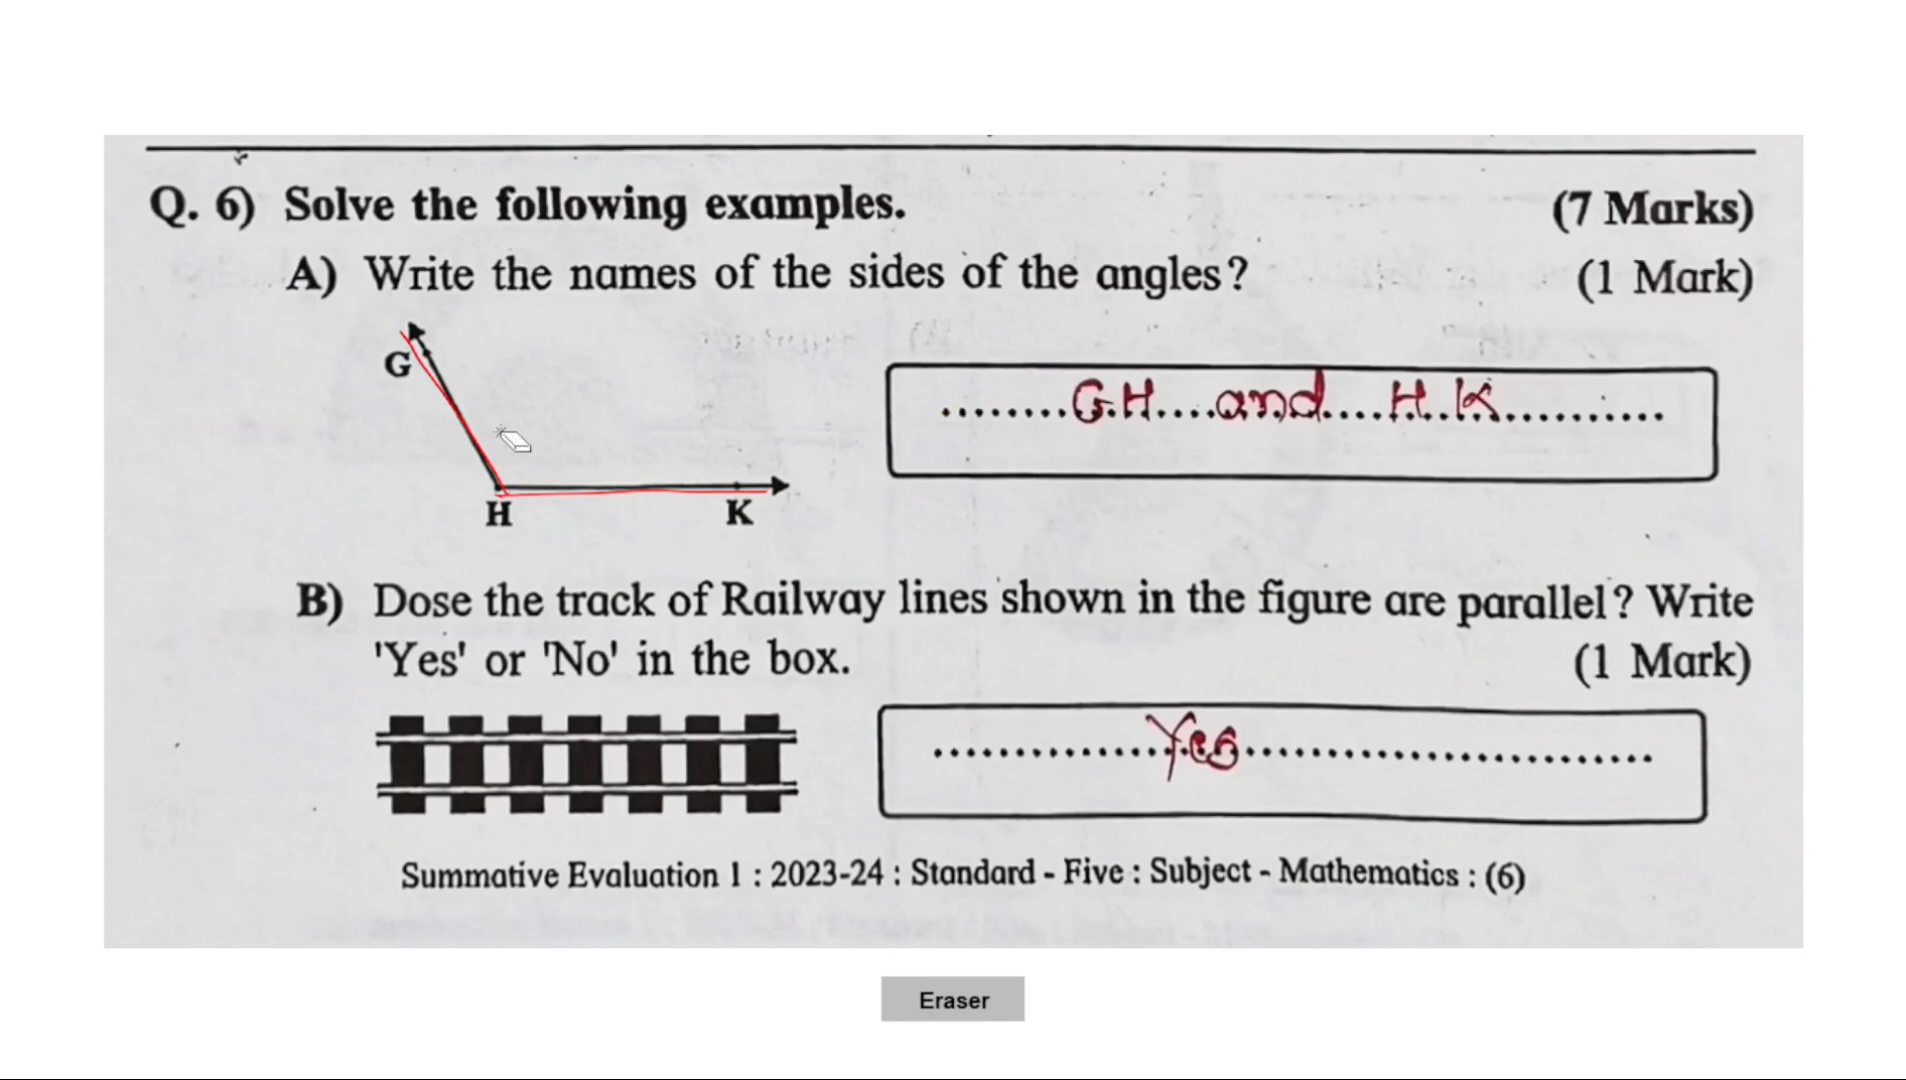 Q. 6) Solve the following examples. (7 Marks)
A) Write the names of the sides of the angles? (1 Mark)
G
........GH....and....HK..........
H K
B) Dose the track of Railway lines shown in the figure are parallel? Write
'Yes' or 'No' in the box. (1 Mark)
.............Yes......................
Summative Evaluation 1 : 2023-24 : Standard - Five : Subject - Mathematics : (6)
Eraser